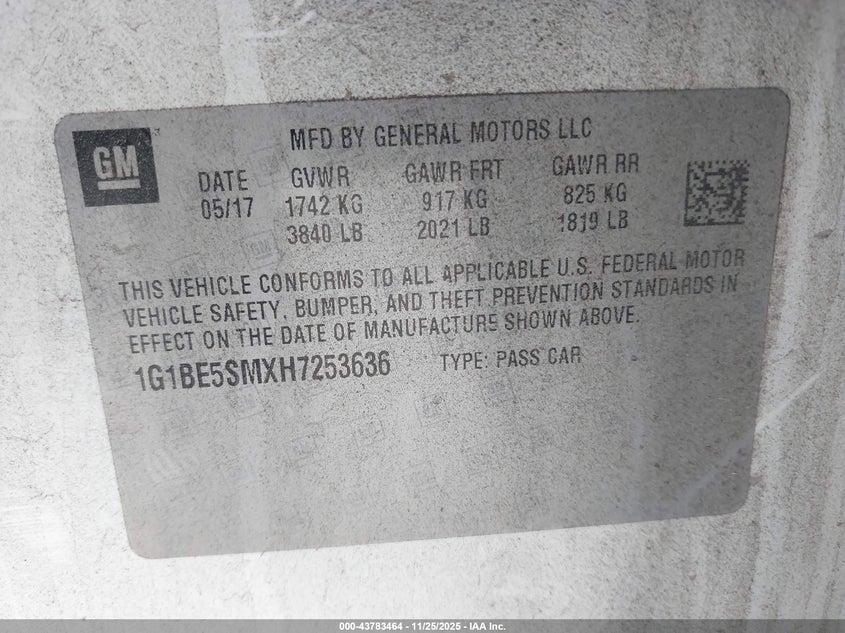 GM
MFD BY GENERAL MOTORS LLC
DATE GVWR GAWR FRT GAWR RR
05/17 1742 KG 917 KG 825 KG
3840 LB 2021 LB 1819 LB
THIS VEHICLE CONFORMS TO ALL APPLICABLE U.S. FEDERAL MOTOR
VEHICLE SAFETY, BUMPER, AND THEFT PREVENTION STANDARDS IN
EFFECT ON THE DATE OF MANUFACTURE SHOWN ABOVE.
1G1BE5SMXH7253636 TYPE: PASS CAR
000-43783464 - 11/25/2025 - IAA Inc.